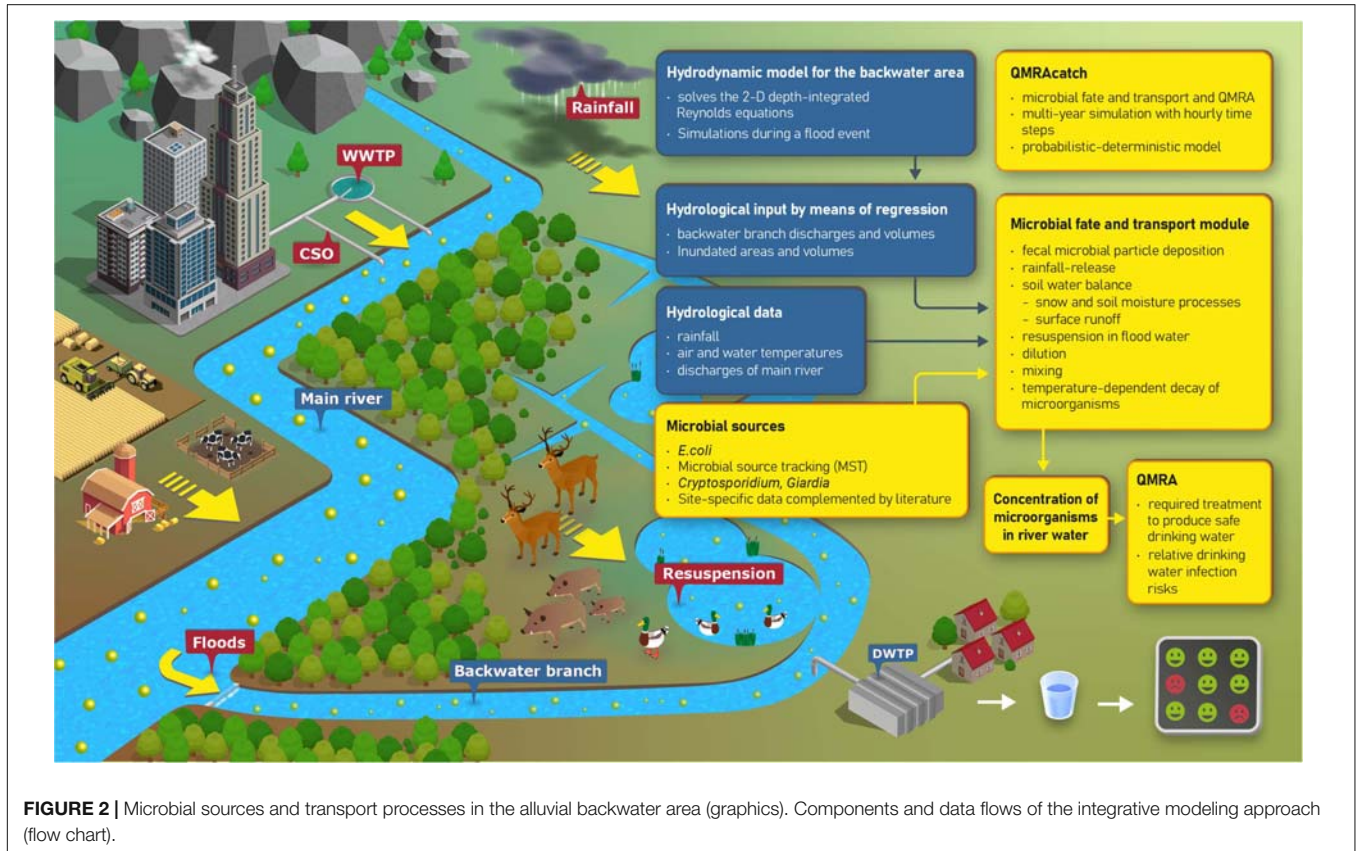 Rainfall
WWTP
CSO
Main river
Floods
Backwater branch
Resuspension
DWTP
Hydrodynamic model for the backwater area
· solves the 2-D depth-integrated
Reynolds equations
· Simulations during a flood event
Hydrological input by means of regression
· backwater branch discharges and volumes
· Inundated areas and volumes
Hydrological data
· rainfall
· air and water temperatures
· discharges of main river
Microbial sources
· E.coli
· Microbial source tracking (MST)
· Cryptosporidium, Giardia
· Site-specific data complemented by literature
QMRAcatch
· microbial fate and transport and QMRA
· multi-year simulation with hourly time
steps
· probabilistic-deterministic model
Microbial fate and transport module
· fecal microbial particle deposition
· rainfall-release
· soil water balance
- snow and soil moisture processes
- surface runoff
· resuspension in flood water
· dilution
· mixing
· temperature-dependent decay of
microorganisms
Concentration of
microorganisms
in river water
QMRA
· required treatment
to produce safe
drinking water
· relative drinking
water infection
risks
FIGURE 2 | Microbial sources and transport processes in the alluvial backwater area (graphics). Components and data flows of the integrative modeling approach
(flow chart).